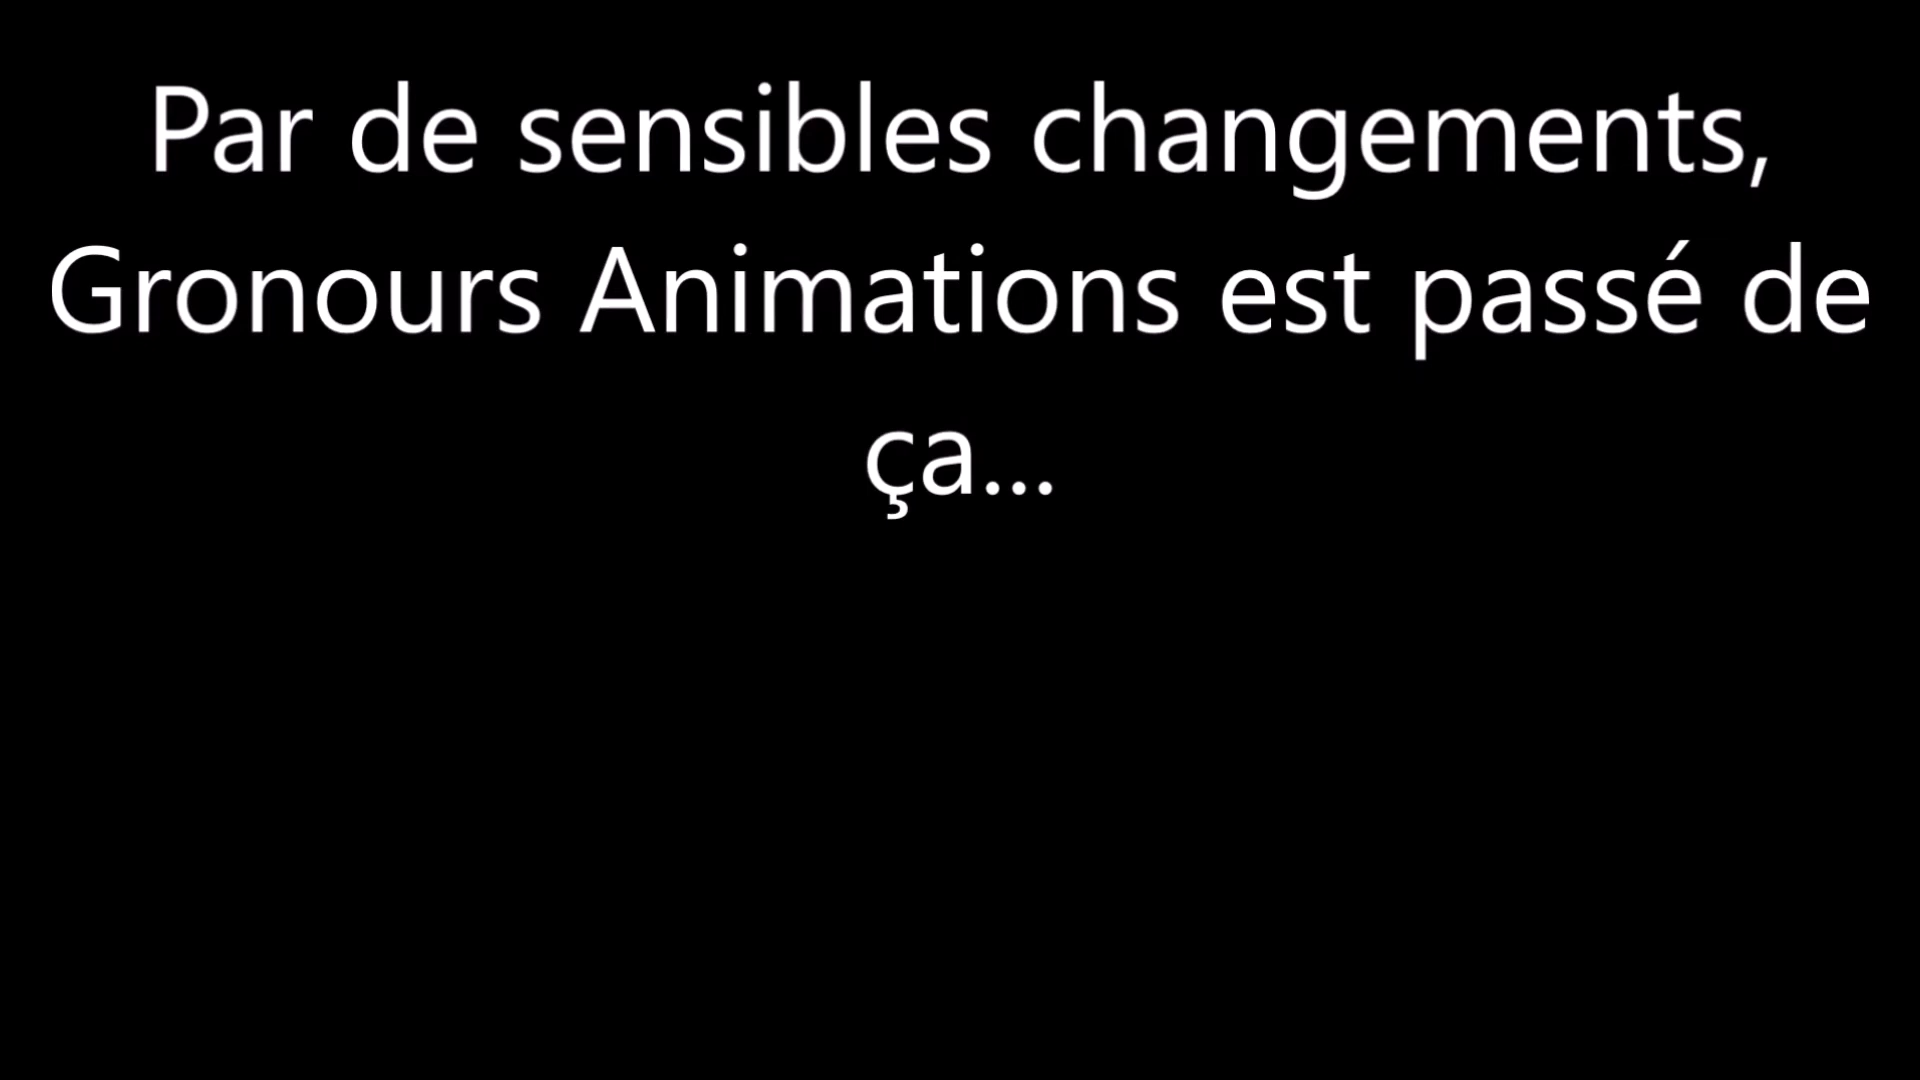 Par de sensibles changements,
Gronours Animations est passé de
ça...